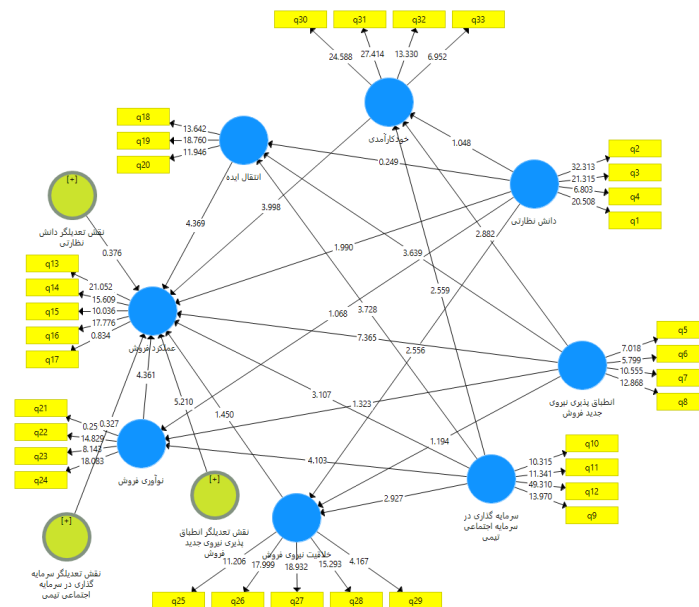 q30 q31 q32 q33
24.588 27.414 13.330 6.952
خودکارآمدی
q18
q19
q20
13.642
18.760
11.946
انتقال ایده
1.048
0.249
q2
q3
q4
q1
32.313
21.315
6.803
20.508
دانش نظارتی
[+]
نقش تعدیلگر دانش
نظارتی
0.376
4.369
3.998
1.990
3.639
2.882
q13
q14
q15
q16
q17
21.052
15.609
10.036
17.776
0.834
عملکرد فروش
1.068
3.728
2.559
7.365
2.556
q5
q6
q7
q8
7.018
5.799
10.555
12.868
انطباق پذیری نیروی
جدید فروش
4.361
5.210
1.450
3.107
1.323
1.194
q21
q22
q23
q24
0.25
14.829
8.143
18.083
0.327
نوآوری فروش
4.103
2.927
q10
q11
q12
q9
10.315
11.341
49.310
13.970
سرمایه گذاری در
سرمایه اجتماعی
تیمی
[+]
نقش تعدیلگر انطباق
پذیری نیروی جدید
فروش
[+]
نقش تعدیلگر سرمایه
گذاری در سرمایه
اجتماعی تیمی
خلاقیت نیروی فروش
11.206 17.999 18.932 15.293 4.167
q25 q26 q27 q28 q29